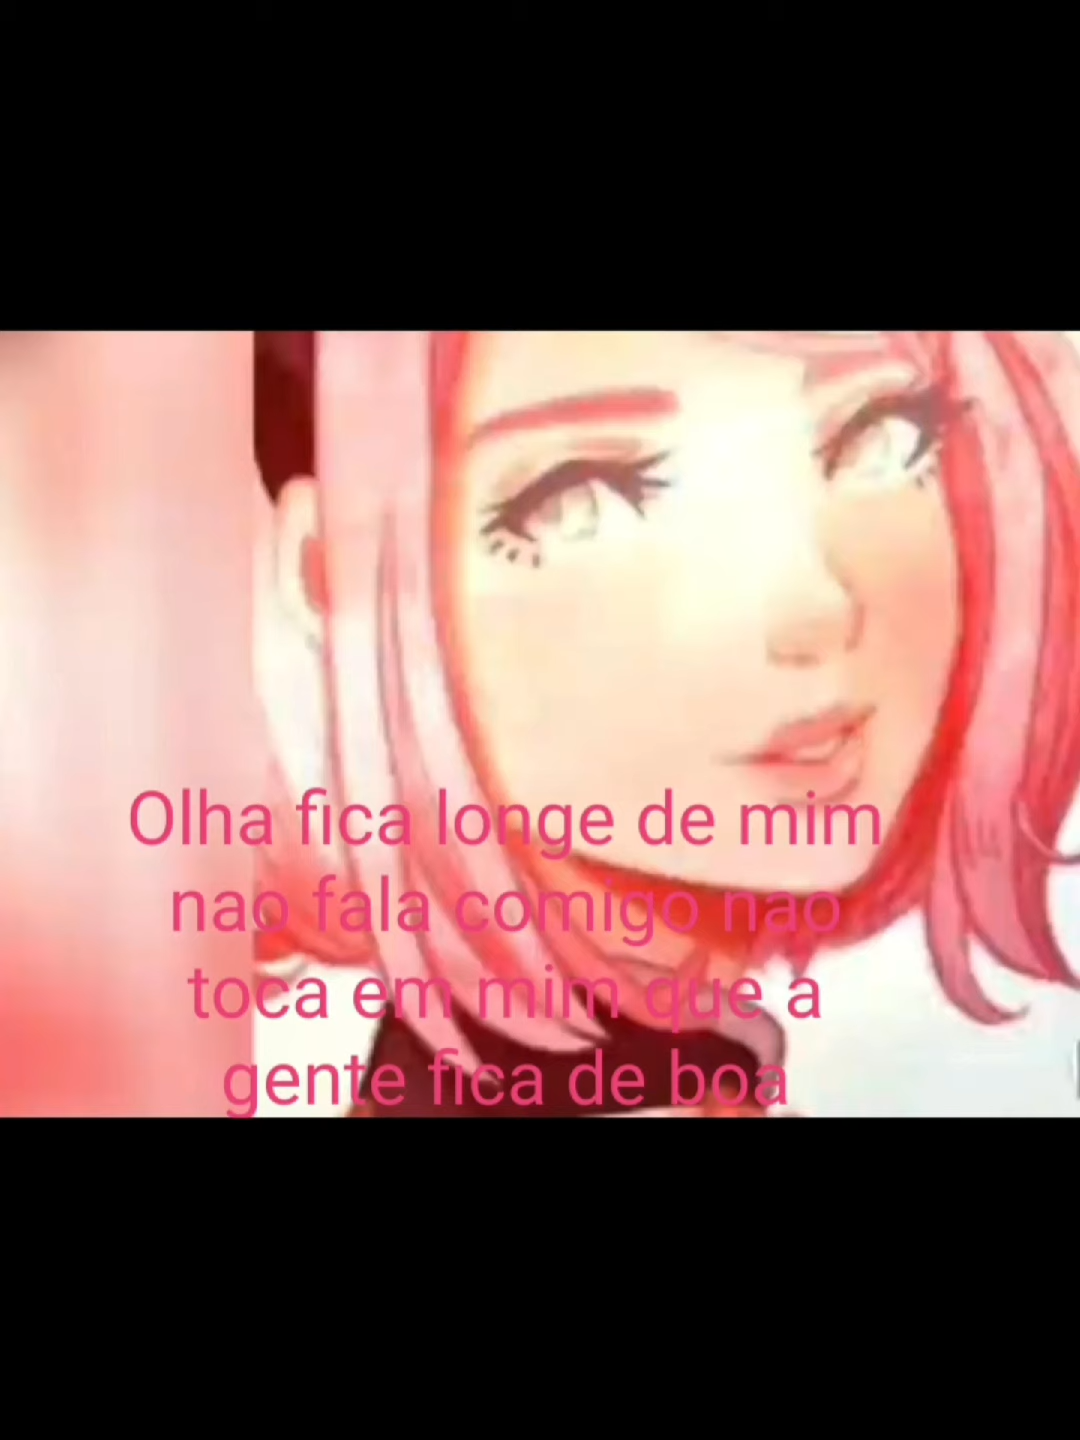 Olha fica longe de mim
nao fala comigo nao
toca em mim que a
gente fica de boa